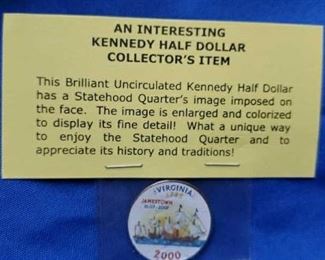 AN INTERESTING
KENNEDY HALF DOLLAR
COLLECTOR'S ITEM
This Brilliant Uncirculated Kennedy Half Dollar
has a Statehood Quarter's image imposed on
the face. The image is enlarged and colorized
to display its fine detail! What a unique way
to enjoy the Statehood Quarter and to
appreciate its history and traditions!
VIRGINIA
JAMESTOWN
2000